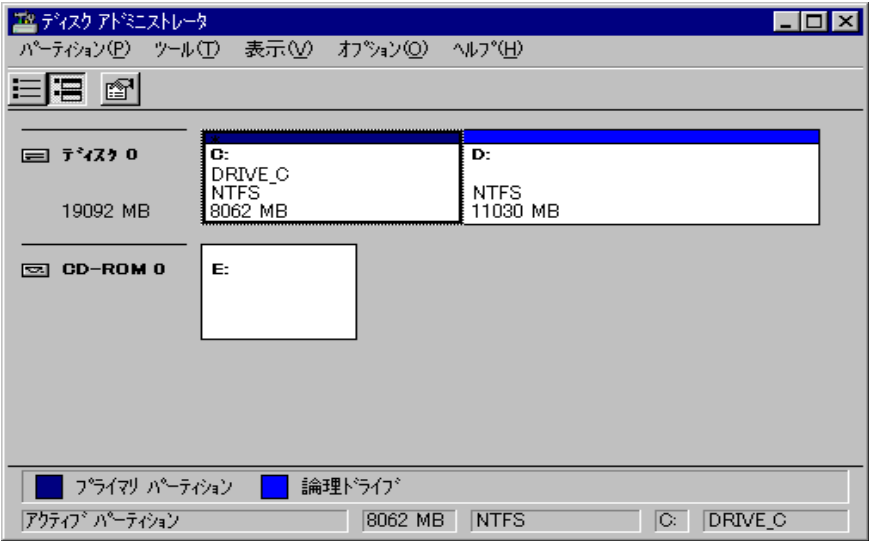 ﾃﾞｨｽｸ ｱﾄﾞﾐﾆｽﾄﾚｰﾀ
ﾊﾟｰﾃｨｼｮﾝ(P) ﾂｰﾙ(T) 表示(V) ｵﾌﾟｼｮﾝ(O) ﾍﾙﾌﾟ(H)
ﾃﾞｨｽｸ 0
19092 MB
C:
DRIVE_C
NTFS
8062 MB
D:
NTFS
11030 MB
CD-ROM 0
E:
ﾌﾟﾗｲﾏﾘ ﾊﾟｰﾃｨｼｮﾝ 論理ﾄﾞﾗｲﾌﾞ
ｱｸﾃｨﾌﾞ ﾊﾟｰﾃｨｼｮﾝ 8062 MB NTFS C: DRIVE_C